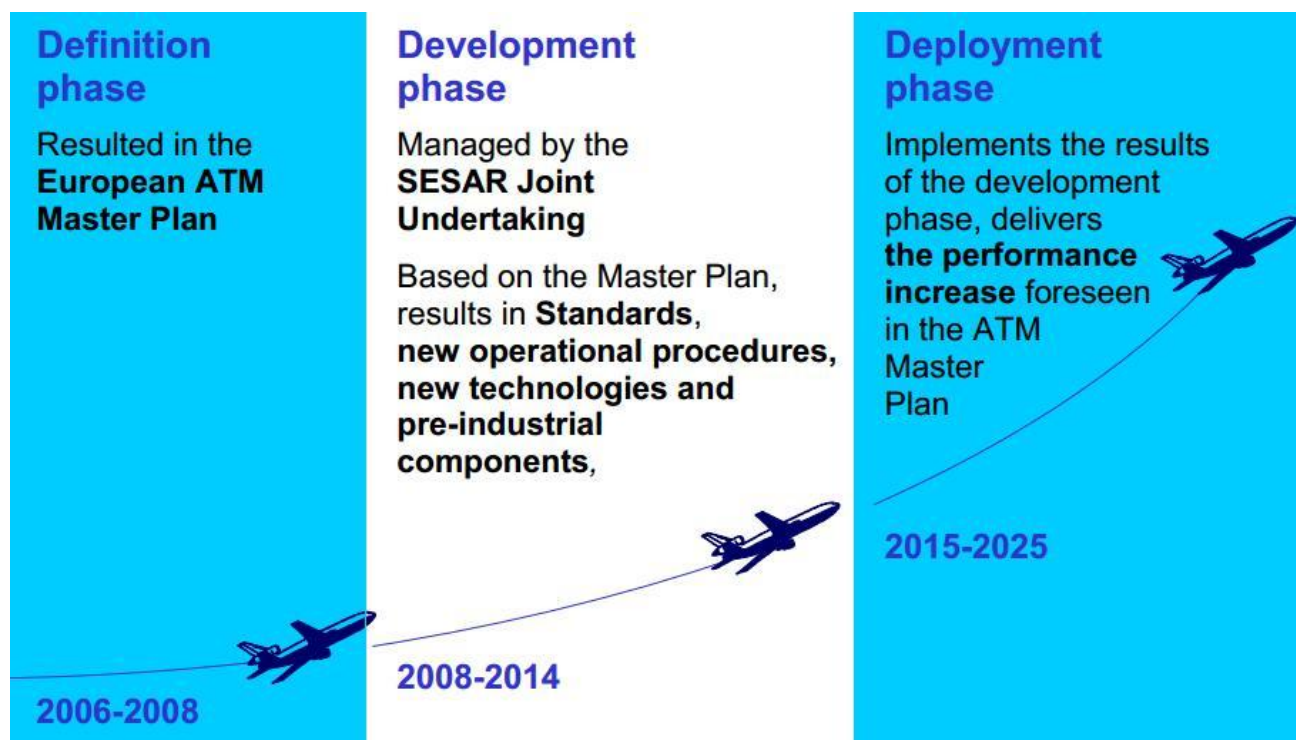 Definition
phase
Resulted in the
European ATM
Master Plan
2006-2008
Development
phase
Managed by the
SESAR Joint
Undertaking
Based on the Master Plan,
results in Standards,
new operational procedures,
new technologies and
pre-industrial
components,
2008-2014
Deployment
phase
Implements the results
of the development
phase, delivers
the performance
increase foreseen
in the ATM
Master
Plan
2015-2025